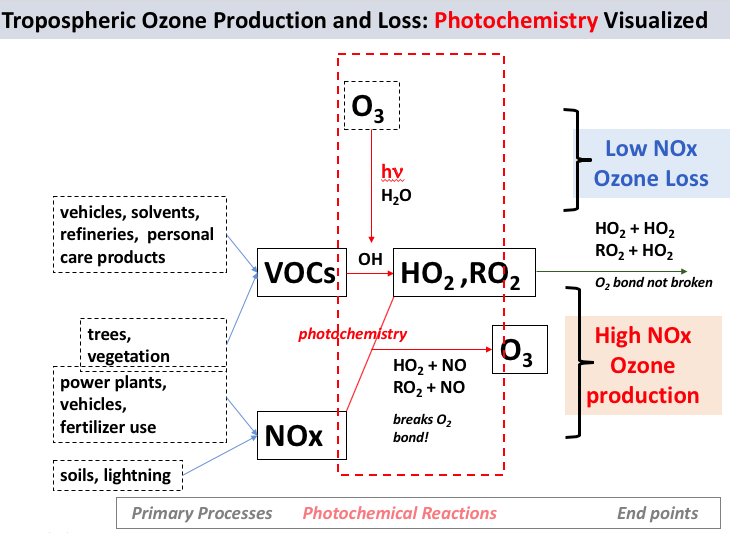 Tropospheric Ozone Production and Loss: Photochemistry Visualized
O₃
hν
H₂O
Low NOx
Ozone Loss
vehicles, solvents,
refineries, personal
care products
VOCs
OH
HO₂ ,RO₂
HO₂ + HO₂
RO₂ + HO₂
O₂ bond not broken
trees,
vegetation
photochemistry
O₃
HO₂ + NO
RO₂ + NO
breaks O₂
bond!
High NOx
Ozone
production
power plants,
vehicles,
fertilizer use
NOx
soils, lightning
Primary Processes Photochemical Reactions End points